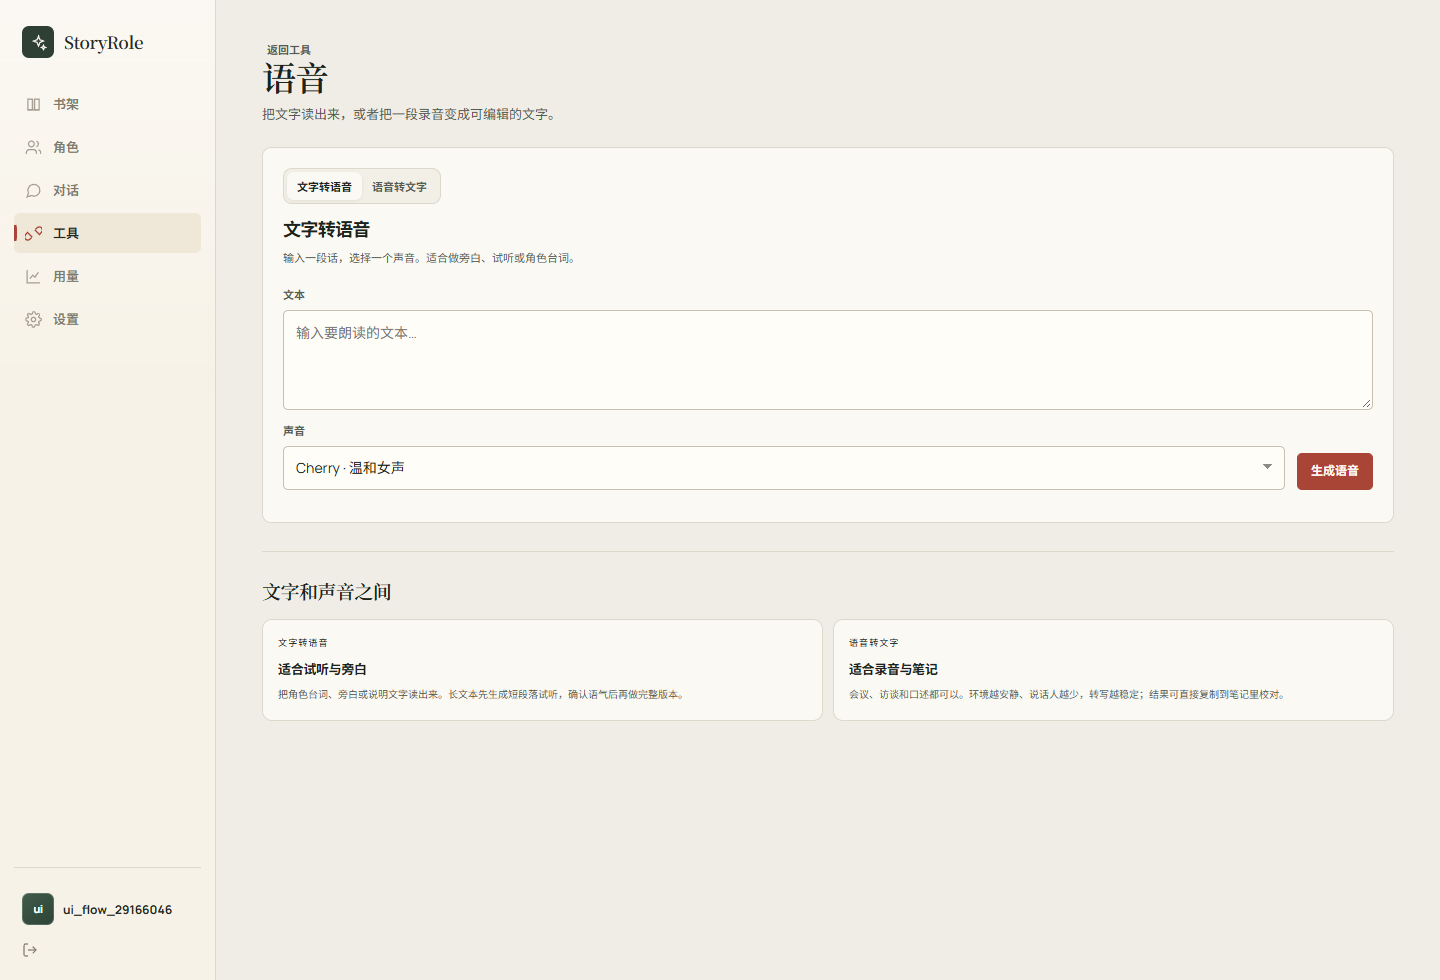 StoryRole
书架
角色
对话
工具
用量
设置
ui
ui_flow_29166046
返回工具
语音
把文字读出来，或者把一段录音变成可编辑的文字。
文字转语音 语音转文字
文字转语音
输入一段话，选择一个声音。适合做旁白、试听或角色台词。
文本
输入要朗读的文本...
声音
Cherry · 温和女声
生成语音
文字和声音之间
文字转语音
适合试听与旁白
把角色台词、旁白或说明文字读出来。长文本先生成短段落试听，确认语气后再做完整版本。
语音转文字
适合录音与笔记
会议、访谈和口述都可以。环境越安静、说话人越少，转写越稳定；结果可直接复制到笔记里校对。